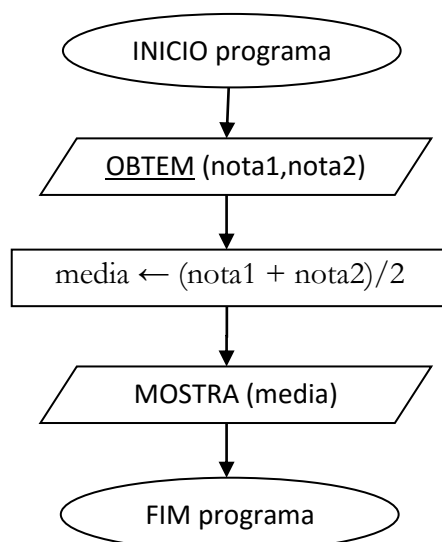 INICIO programa
OBTEM (nota1,nota2)
media ← (nota1 + nota2)/2
MOSTRA (media)
FIM programa